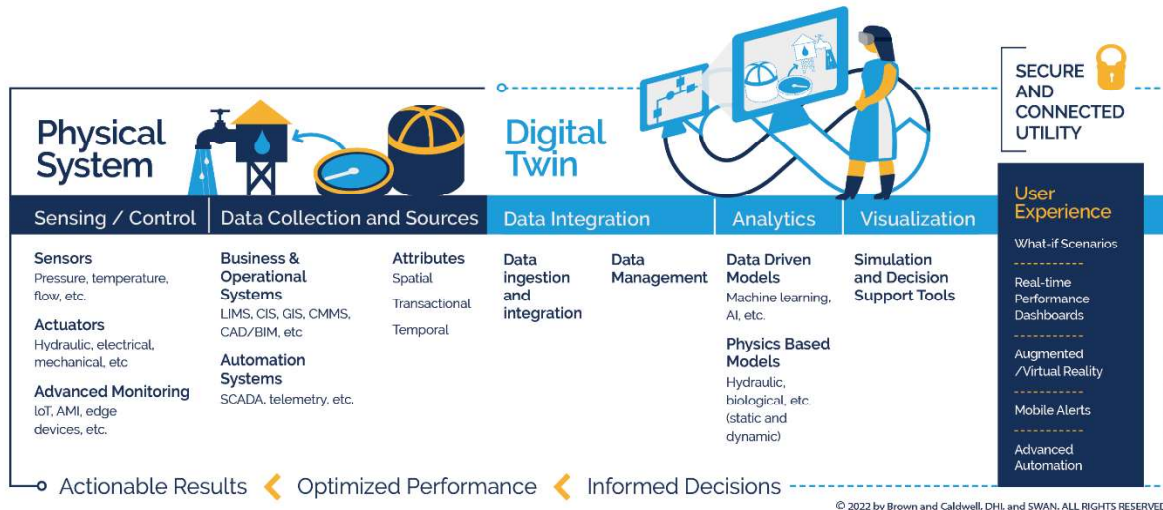 Physical
System
Digital
Twin
SECURE
AND
CONNECTED
UTILITY
Sensing / Control
Data Collection and Sources
Data Integration
Analytics
Visualization
Sensors
Pressure, temperature,
flow, etc.
Actuators
Hydraulic, electrical,
mechanical, etc
Advanced Monitoring
IoT, AMI, edge
devices, etc.
Business &
Operational
Systems
LIMS, CIS, GIS, CMMS,
CAD/BIM, etc
Automation
Systems
SCADA, telemetry, etc.
Attributes
Spatial
Transactional
Temporal
Data
ingestion
and
integration
Data
Management
Data Driven
Models
Machine learning,
AI, etc.
Physics Based
Models
Hydraulic,
biological, etc.
(static and
dynamic)
Simulation
and Decision
Support Tools
User
Experience
What-if Scenarios
Real-time
Performance
Dashboards
Augmented
/Virtual Reality
Mobile Alerts
Advanced
Automation
Actionable Results
Optimized Performance
Informed Decisions
© 2022 by Brown and Caldwell, DHI, and SWAN. ALL RIGHTS RESERVED